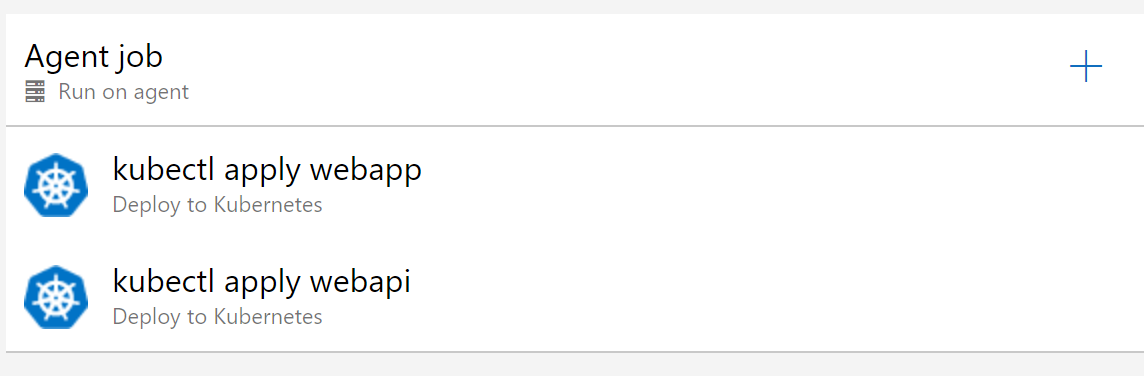 Agent job
Run on agent
kubectl apply webapp
Deploy to Kubernetes
kubectl apply webapi
Deploy to Kubernetes